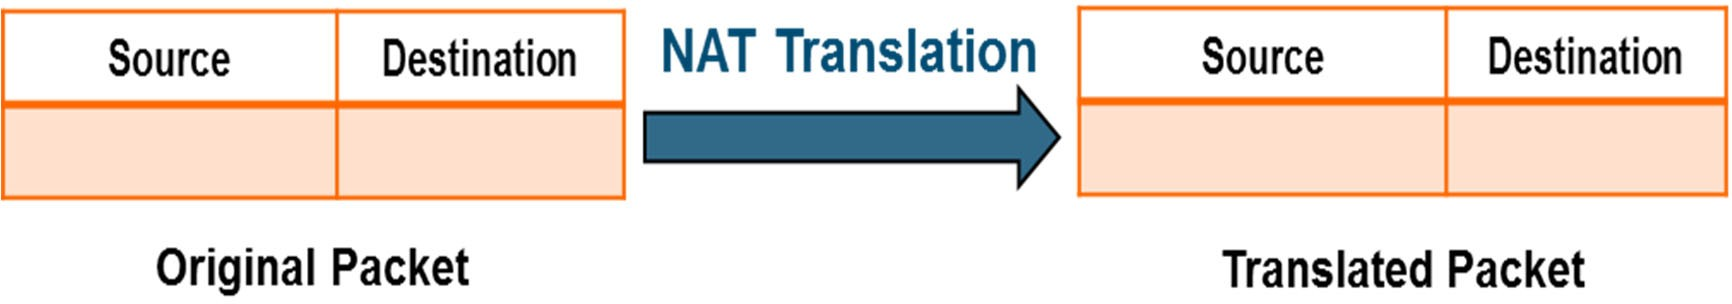 Source Destination
NAT Translation
Source Destination
Original Packet
Translated Packet